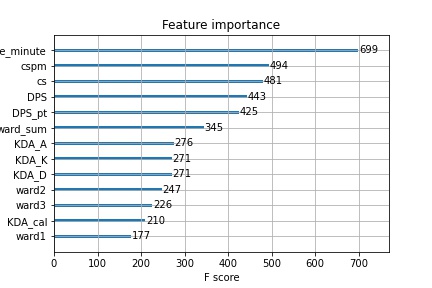 Feature importance
e_minute 699
cspm 494
cs 481
DPS 443
DPS_pt 425
ward_sum 345
KDA_A 276
KDA_K 271
KDA_D 271
ward2 247
ward3 226
KDA_cal 210
ward1 177
0 100 200 300 400 500 600 700
F score